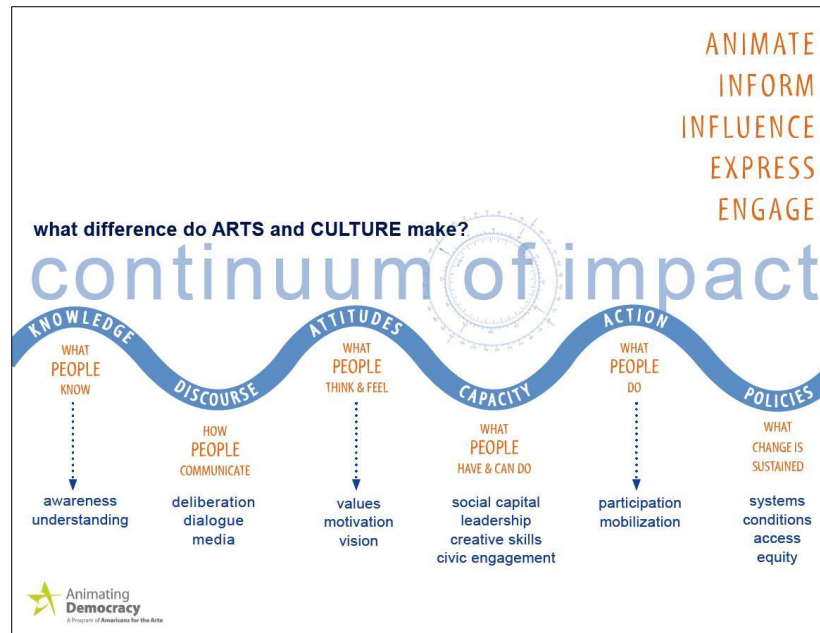 ANIMATE
INFORM
INFLUENCE
EXPRESS
ENGAGE
what difference do ARTS and CULTURE make?
continuum of impact
KNOWLEDGE
WHAT
PEOPLE
KNOW
awareness
understanding
DISCOURSE
HOW
PEOPLE
COMMUNICATE
deliberation
dialogue
media
ATTITUDES
WHAT
PEOPLE
THINK & FEEL
values
motivation
vision
CAPACITY
WHAT
PEOPLE
HAVE & CAN DO
social capital
leadership
creative skills
civic engagement
ACTION
WHAT
PEOPLE
DO
participation
mobilization
POLICIES
WHAT
CHANGE IS
SUSTAINED
systems
conditions
access
equity
Animating
Democracy
A Program of Americans for the Arts